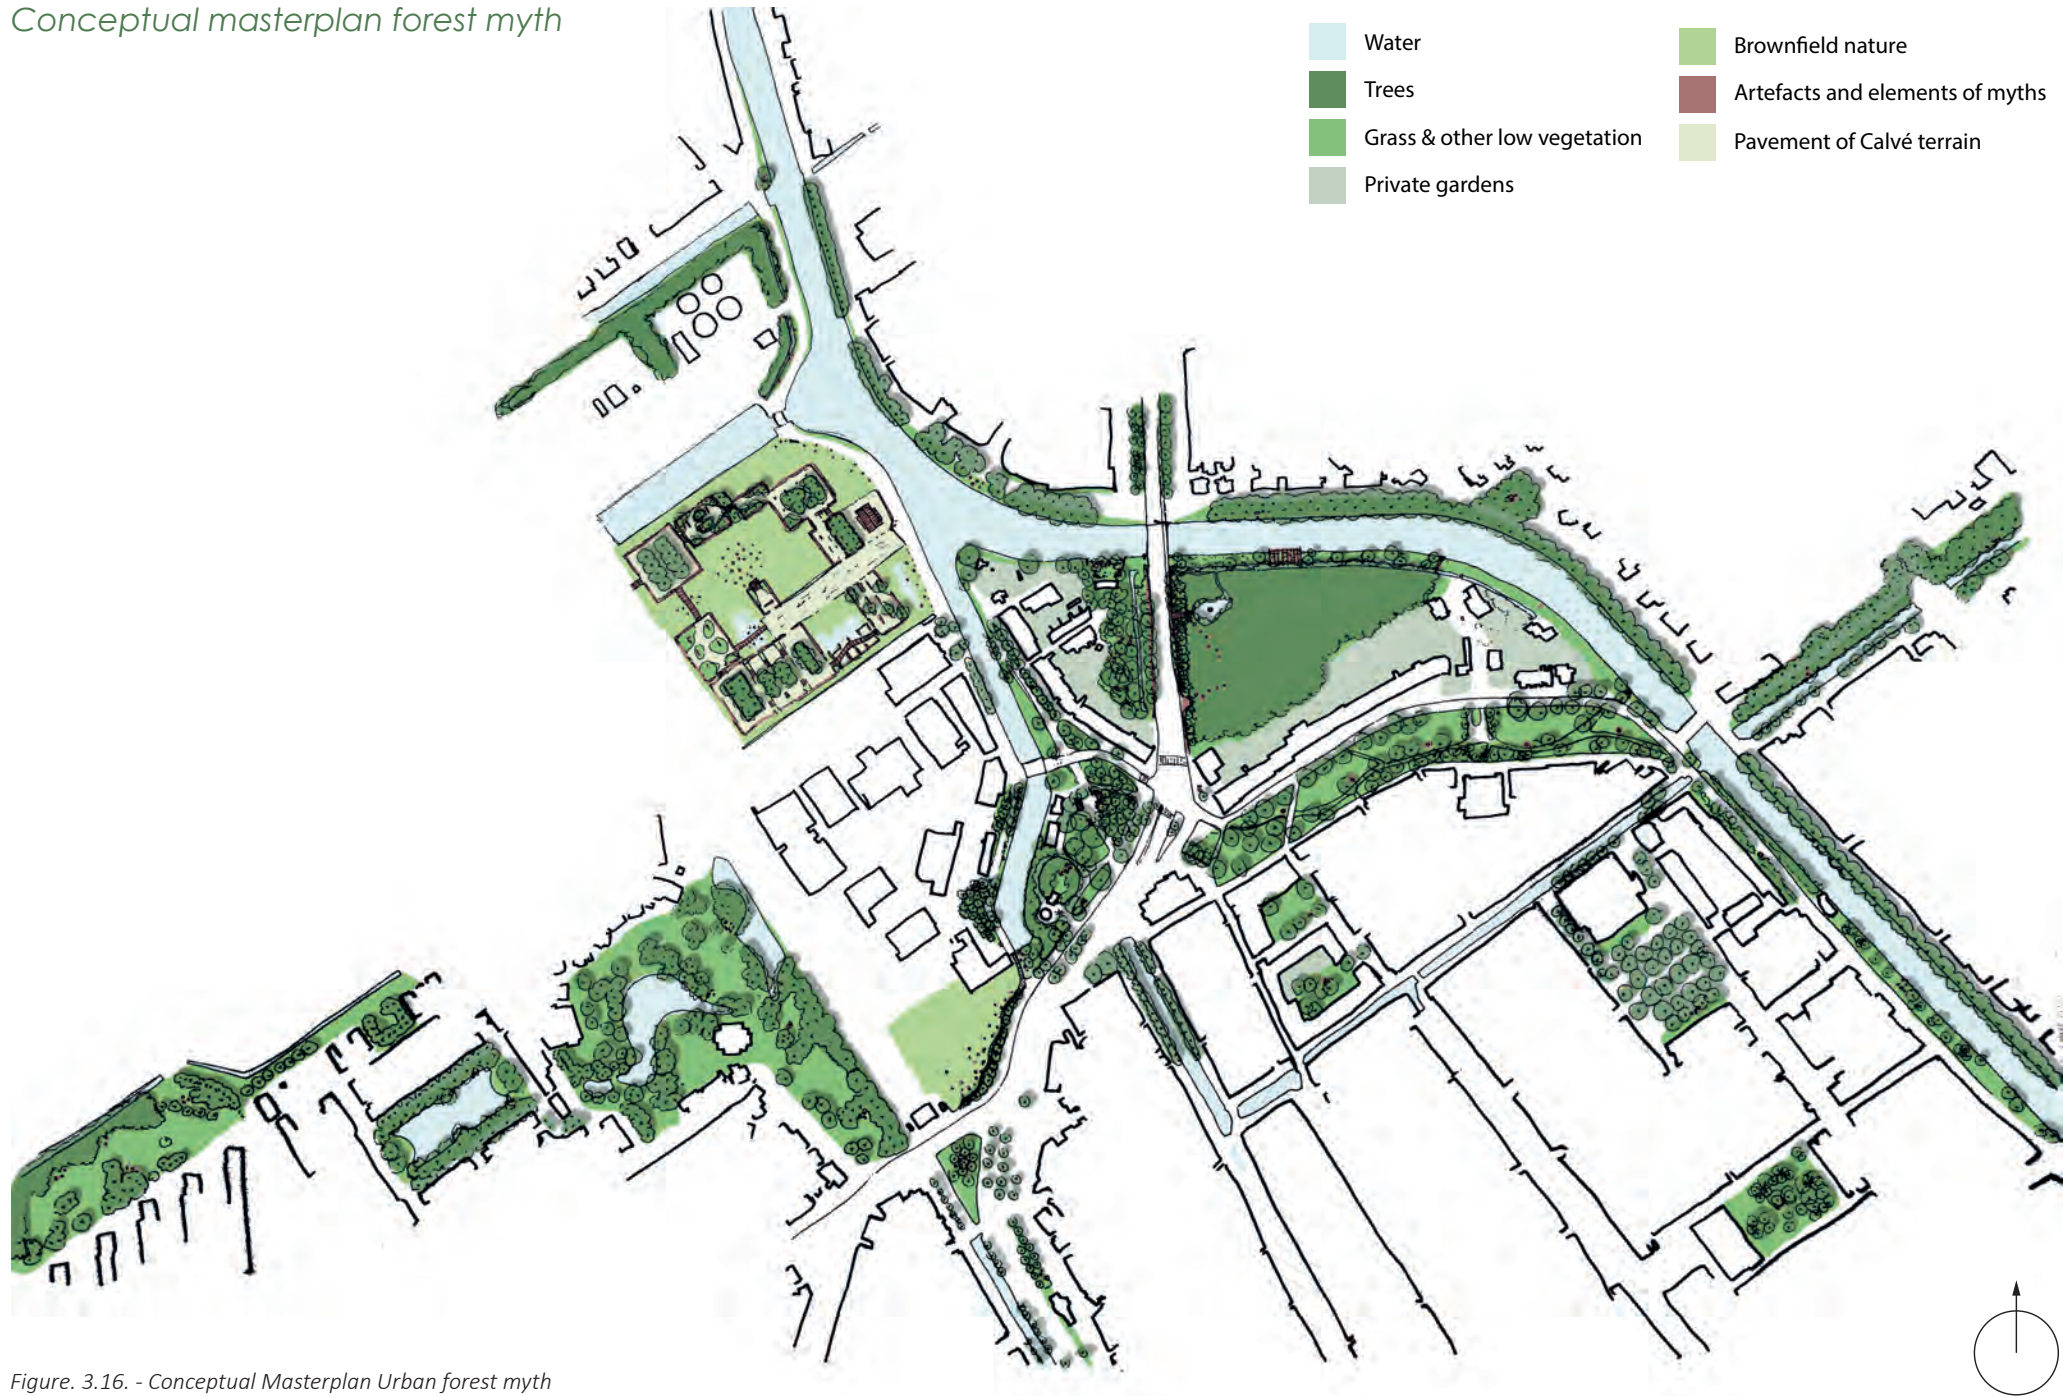 Conceptual masterplan forest myth
Water
Trees
Grass & other low vegetation
Private gardens
Brownfield nature
Artefacts and elements of myths
Pavement of Calvé terrain
Figure. 3.16. - Conceptual Masterplan Urban forest myth